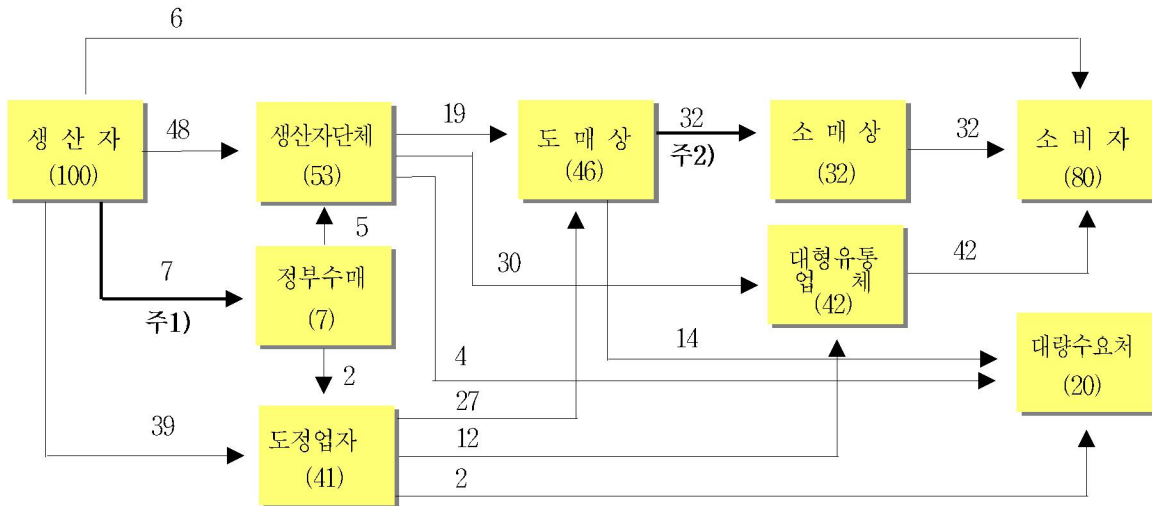 6
생 산 자
(100)
48
생산자단체
(53)
19
도 매 상
(46)
32
주2)
소 매 상
(32)
32
소 비 자
(80)
5
7
주1)
정부수매
(7)
30
대형유통
업 체
(42)
42
2
4
14
대량수요처
(20)
39
도정업자
(41)
27
12
2